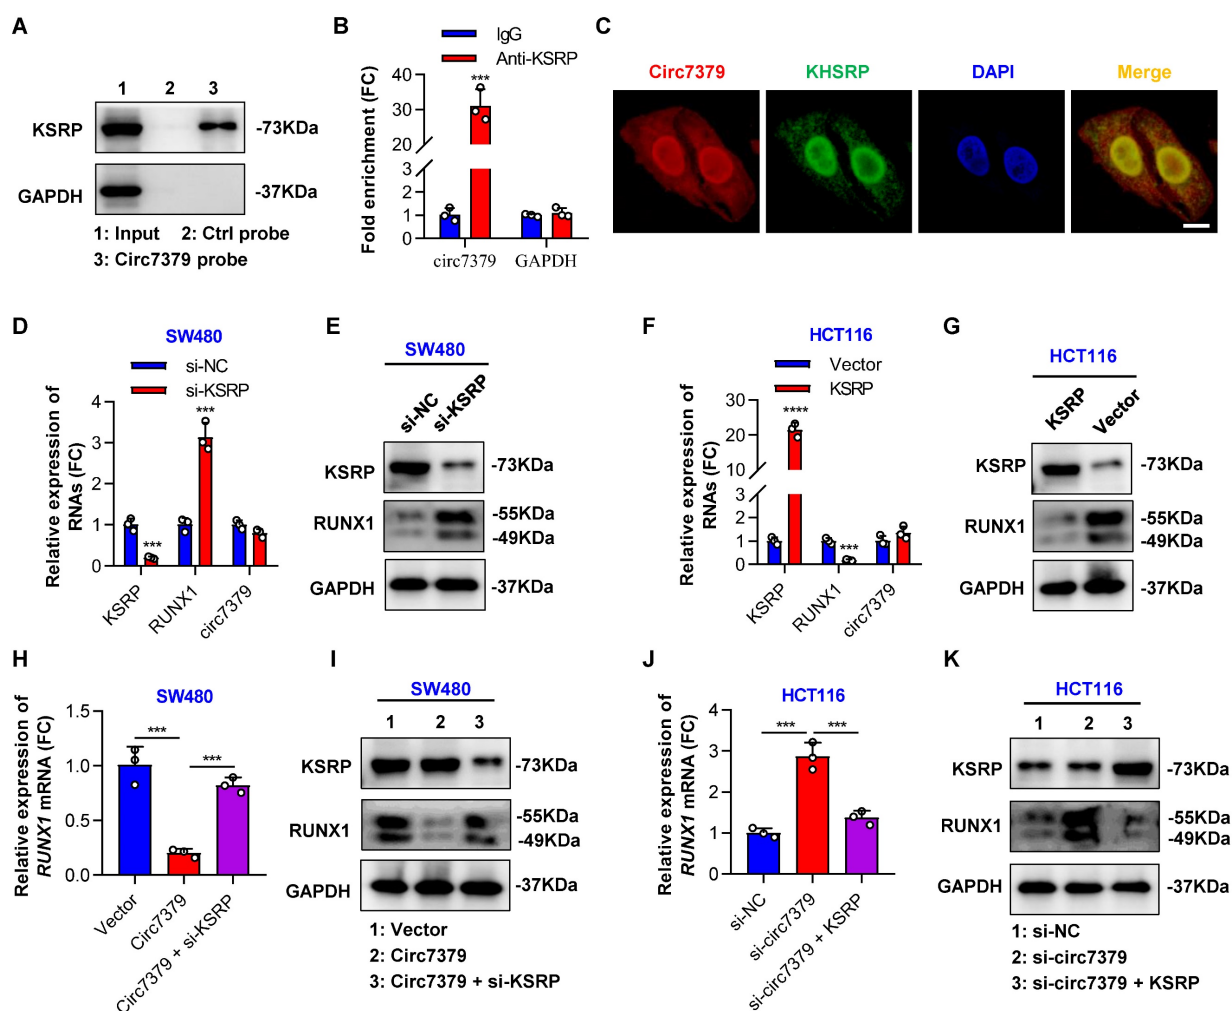 A
1 2 3
KSRP
-73KDa
GAPDH
-37KDa
1: Input 2: Ctrl probe
3: Circ7379 probe
B
IgG
Anti-KSRP
Fold enrichment (FC)
40
30
20
3
2
1
0
***
circ7379 GAPDH
C
Circ7379 KHSRP DAPI Merge
D
SW480
si-NC
si-KSRP
Relative expression of
RNAs (FC)
4
3
2
1
0
***
***
KSRP RUNX1 circ7379
E
SW480
si-NC si-KSRP
KSRP
-73KDa
RUNX1
-55KDa
-49KDa
GAPDH
-37KDa
F
HCT116
Vector
KSRP
Relative expression of
RNAs (FC)
30
20
10
3
2
1
0
****
***
KSRP RUNX1 circ7379
G
HCT116
KSRP Vector
KSRP
-73KDa
RUNX1
-55KDa
-49KDa
GAPDH
-37KDa
H
SW480
Relative expression of
RUNX1 mRNA (FC)
1.5
1.0
0.5
0.0
***
***
Vector Circ7379 Circ7379 + si-KSRP
I
SW480
1 2 3
KSRP
-73KDa
RUNX1
-55KDa
-49KDa
GAPDH
-37KDa
1: Vector
2: Circ7379
3: Circ7379 + si-KSRP
J
HCT116
Relative expression of
RUNX1 mRNA (FC)
4
3
2
1
0
*** ***
si-NC si-circ7379 si-circ7379 + KSRP
K
HCT116
1 2 3
KSRP
-73KDa
RUNX1
-55KDa
-49KDa
GAPDH
-37KDa
1: si-NC
2: si-circ7379
3: si-circ7379 + KSRP